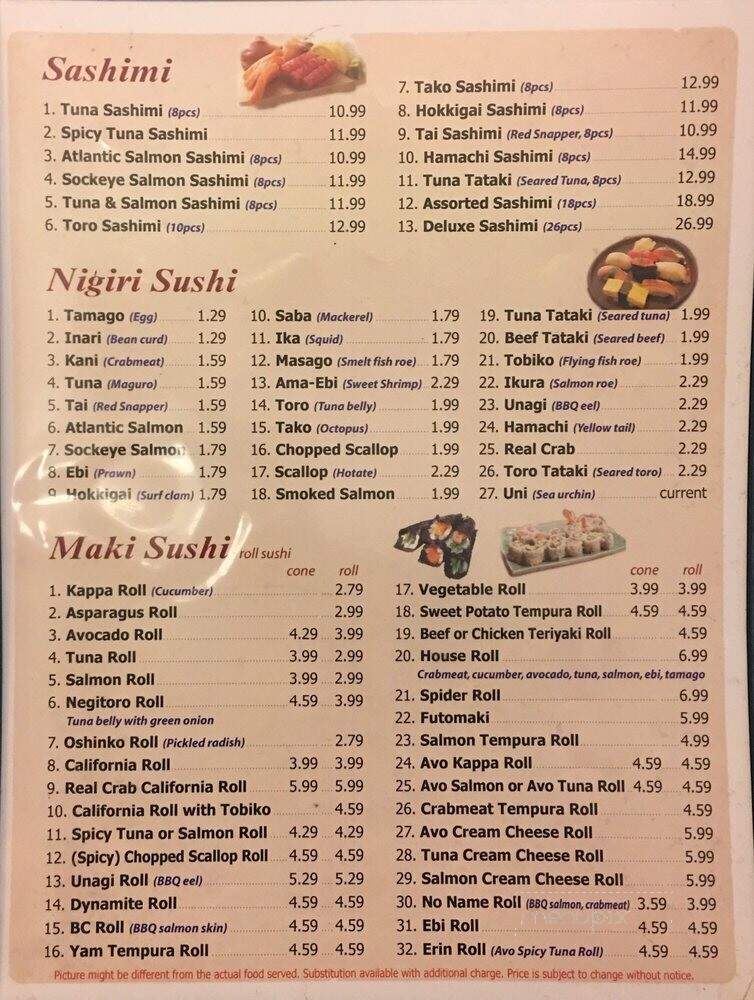 Sashimi
1. Tuna Sashimi (8pcs) 10.99
2. Spicy Tuna Sashimi 11.99
3. Atlantic Salmon Sashimi (8pcs) 10.99
4. Sockeye Salmon Sashimi (8pcs) 11.99
5. Tuna & Salmon Sashimi (8pcs) 11.99
6. Toro Sashimi (10pcs) 12.99
7. Tako Sashimi (8pcs) 12.99
8. Hokkigai Sashimi (8pcs) 11.99
9. Tai Sashimi (Red Snapper, 8pcs) 10.99
10. Hamachi Sashimi (8pcs) 14.99
11. Tuna Tataki (Seared Tuna, 8pcs) 12.99
12. Assorted Sashimi (18pcs) 18.99
13. Deluxe Sashimi (26pcs) 26.99
Nigiri Sushi
1. Tamago (Egg) 1.29
2. Inari (Bean curd) 1.29
3. Kani (Crabmeat) 1.59
4. Tuna (Maguro) 1.59
5. Tai (Red Snapper) 1.59
6. Atlantic Salmon 1.59
7. Sockeye Salmon 1.79
8. Ebi (Prawn) 1.79
9. Hokkigai (Surf clam) 1.79
10. Saba (Mackerel) 1.79
11. Ika (Squid) 1.79
12. Masago (Smelt fish roe) 1.79
13. Ama-Ebi (Sweet Shrimp) 2.29
14. Toro (Tuna belly) 1.99
15. Tako (Octopus) 1.99
16. Chopped Scallop 1.99
17. Scallop (Hotate) 2.29
18. Smoked Salmon 1.99
19. Tuna Tataki (Seared tuna) 1.99
20. Beef Tataki (Seared beef) 1.99
21. Tobiko (Flying fish roe) 1.99
22. Ikura (Salmon roe) 2.29
23. Unagi (BBQ eel) 2.29
24. Hamachi (Yellow tail) 2.29
25. Real Crab 2.29
26. Toro Tataki (Seared toro) 2.29
27. Uni (Sea urchin) current
Maki Sushi roll sushi
cone roll
1. Kappa Roll (Cucumber) 2.79
2. Asparagus Roll 2.99
3. Avocado Roll 4.29 3.99
4. Tuna Roll 3.99 2.99
5. Salmon Roll 3.99 2.99
6. Negitoro Roll 4.59 3.99
Tuna belly with green onion
7. Oshinko Roll (Pickled radish) 2.79
8. California Roll 3.99 3.99
9. Real Crab California Roll 5.99 5.99
10. California Roll with Tobiko 4.59
11. Spicy Tuna or Salmon Roll 4.29 4.29
12. (Spicy) Chopped Scallop Roll 4.59 4.59
13. Unagi Roll (BBQ eel) 5.29 5.29
14. Dynamite Roll 4.59 4.59
15. BC Roll (BBQ salmon skin) 4.59 4.59
16. Yam Tempura Roll 4.59 4.59
cone roll
17. Vegetable Roll 3.99 3.99
18. Sweet Potato Tempura Roll 4.59 4.59
19. Beef or Chicken Teriyaki Roll 4.59
20. House Roll 6.99
Crabmeat, cucumber, avocado, tuna, salmon, ebi, tamago
21. Spider Roll 6.99
22. Futomaki 5.99
23. Salmon Tempura Roll 4.99
24. Avo Kappa Roll 4.59 4.59
25. Avo Salmon or Avo Tuna Roll 4.59 4.59
26. Crabmeat Tempura Roll 4.59
27. Avo Cream Cheese Roll 5.99
28. Tuna Cream Cheese Roll 5.99
29. Salmon Cream Cheese Roll 5.99
30. No Name Roll (BBQ salmon, crabmeat) 3.59 3.99
31. Ebi Roll 4.59 4.59
32. Erin Roll (Avo Spicy Tuna Roll) 4.59 4.59
Picture might be different from the actual food served. Substitution available with additional charge. Price is subject to change without notice.